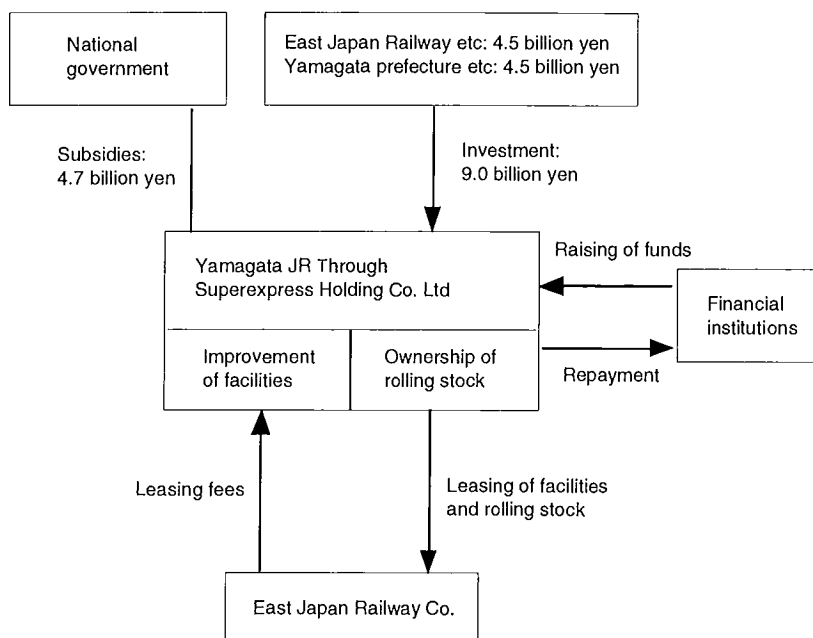 National
government
East Japan Railway etc: 4.5 billion yen
Yamagata prefecture etc: 4.5 billion yen
Subsidies:
4.7 billion yen
Investment:
9.0 billion yen
Yamagata JR Through
Superexpress Holding Co. Ltd
Raising of funds
Financial
institutions
Improvement
of facilities
Ownership of
rolling stock
Repayment
Leasing fees
Leasing of facilities
and rolling stock
East Japan Railway Co.